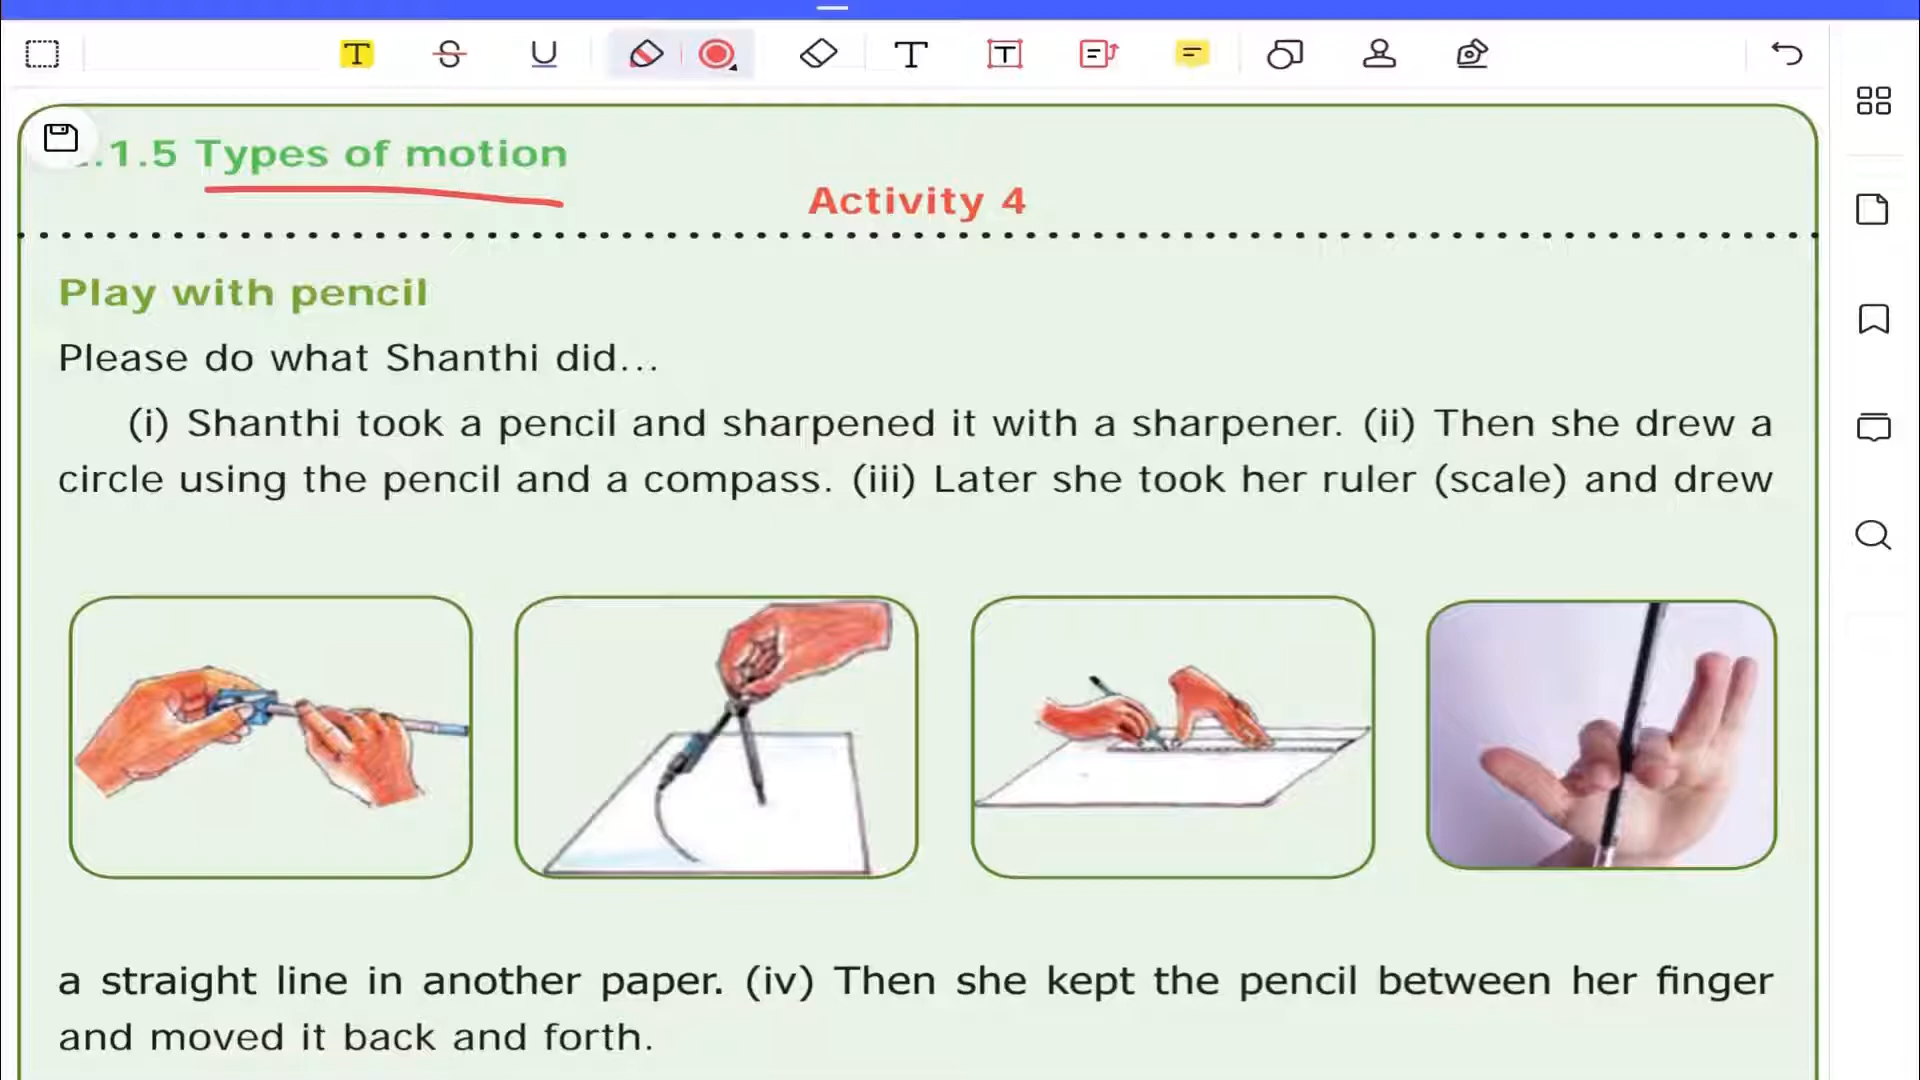 .1.5 Types of motion
Activity 4
Play with pencil
Please do what Shanthi did...
(i) Shanthi took a pencil and sharpened it with a sharpener. (ii) Then she drew a
circle using the pencil and a compass. (iii) Later she took her ruler (scale) and drew
a straight line in another paper. (iv) Then she kept the pencil between her finger
and moved it back and forth.